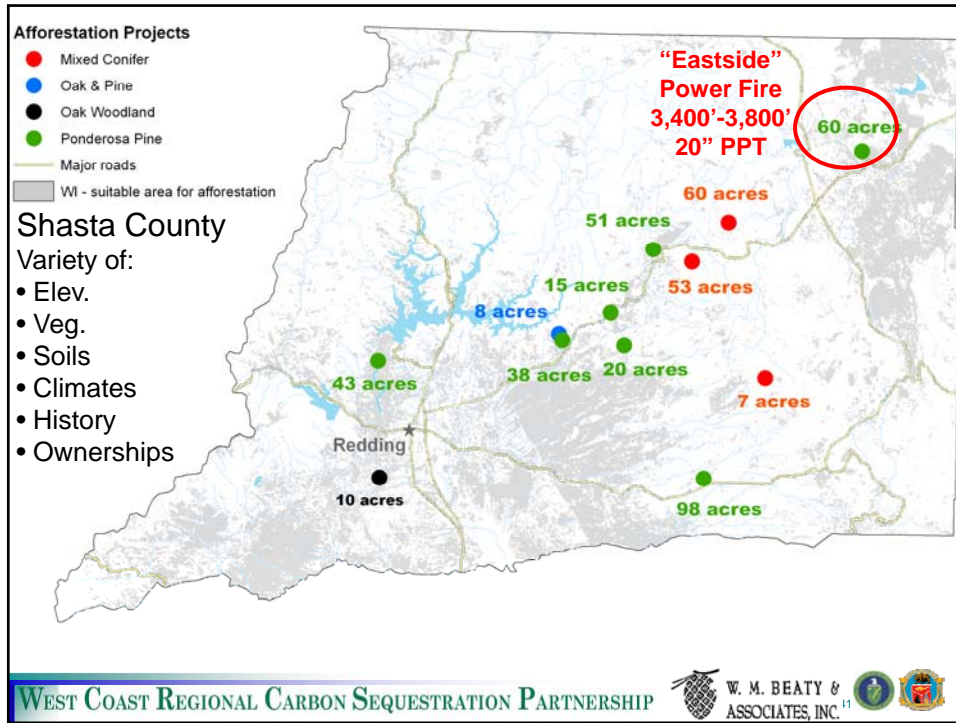 Afforestation Projects
Mixed Conifer
Oak & Pine
Oak Woodland
Ponderosa Pine
Major roads
WI - suitable area for afforestation
Shasta County
Variety of:
• Elev.
• Veg.
• Soils
• Climates
• History
• Ownerships
“Eastside”
Power Fire
3,400’-3,800’
20” PPT
60 acres
60 acres
51 acres
53 acres
15 acres
8 acres
38 acres
20 acres
43 acres
7 acres
Redding
10 acres
98 acres
WEST COAST REGIONAL CARBON SEQUESTRATION PARTNERSHIP
W. M. BEATY &
ASSOCIATES, INC.